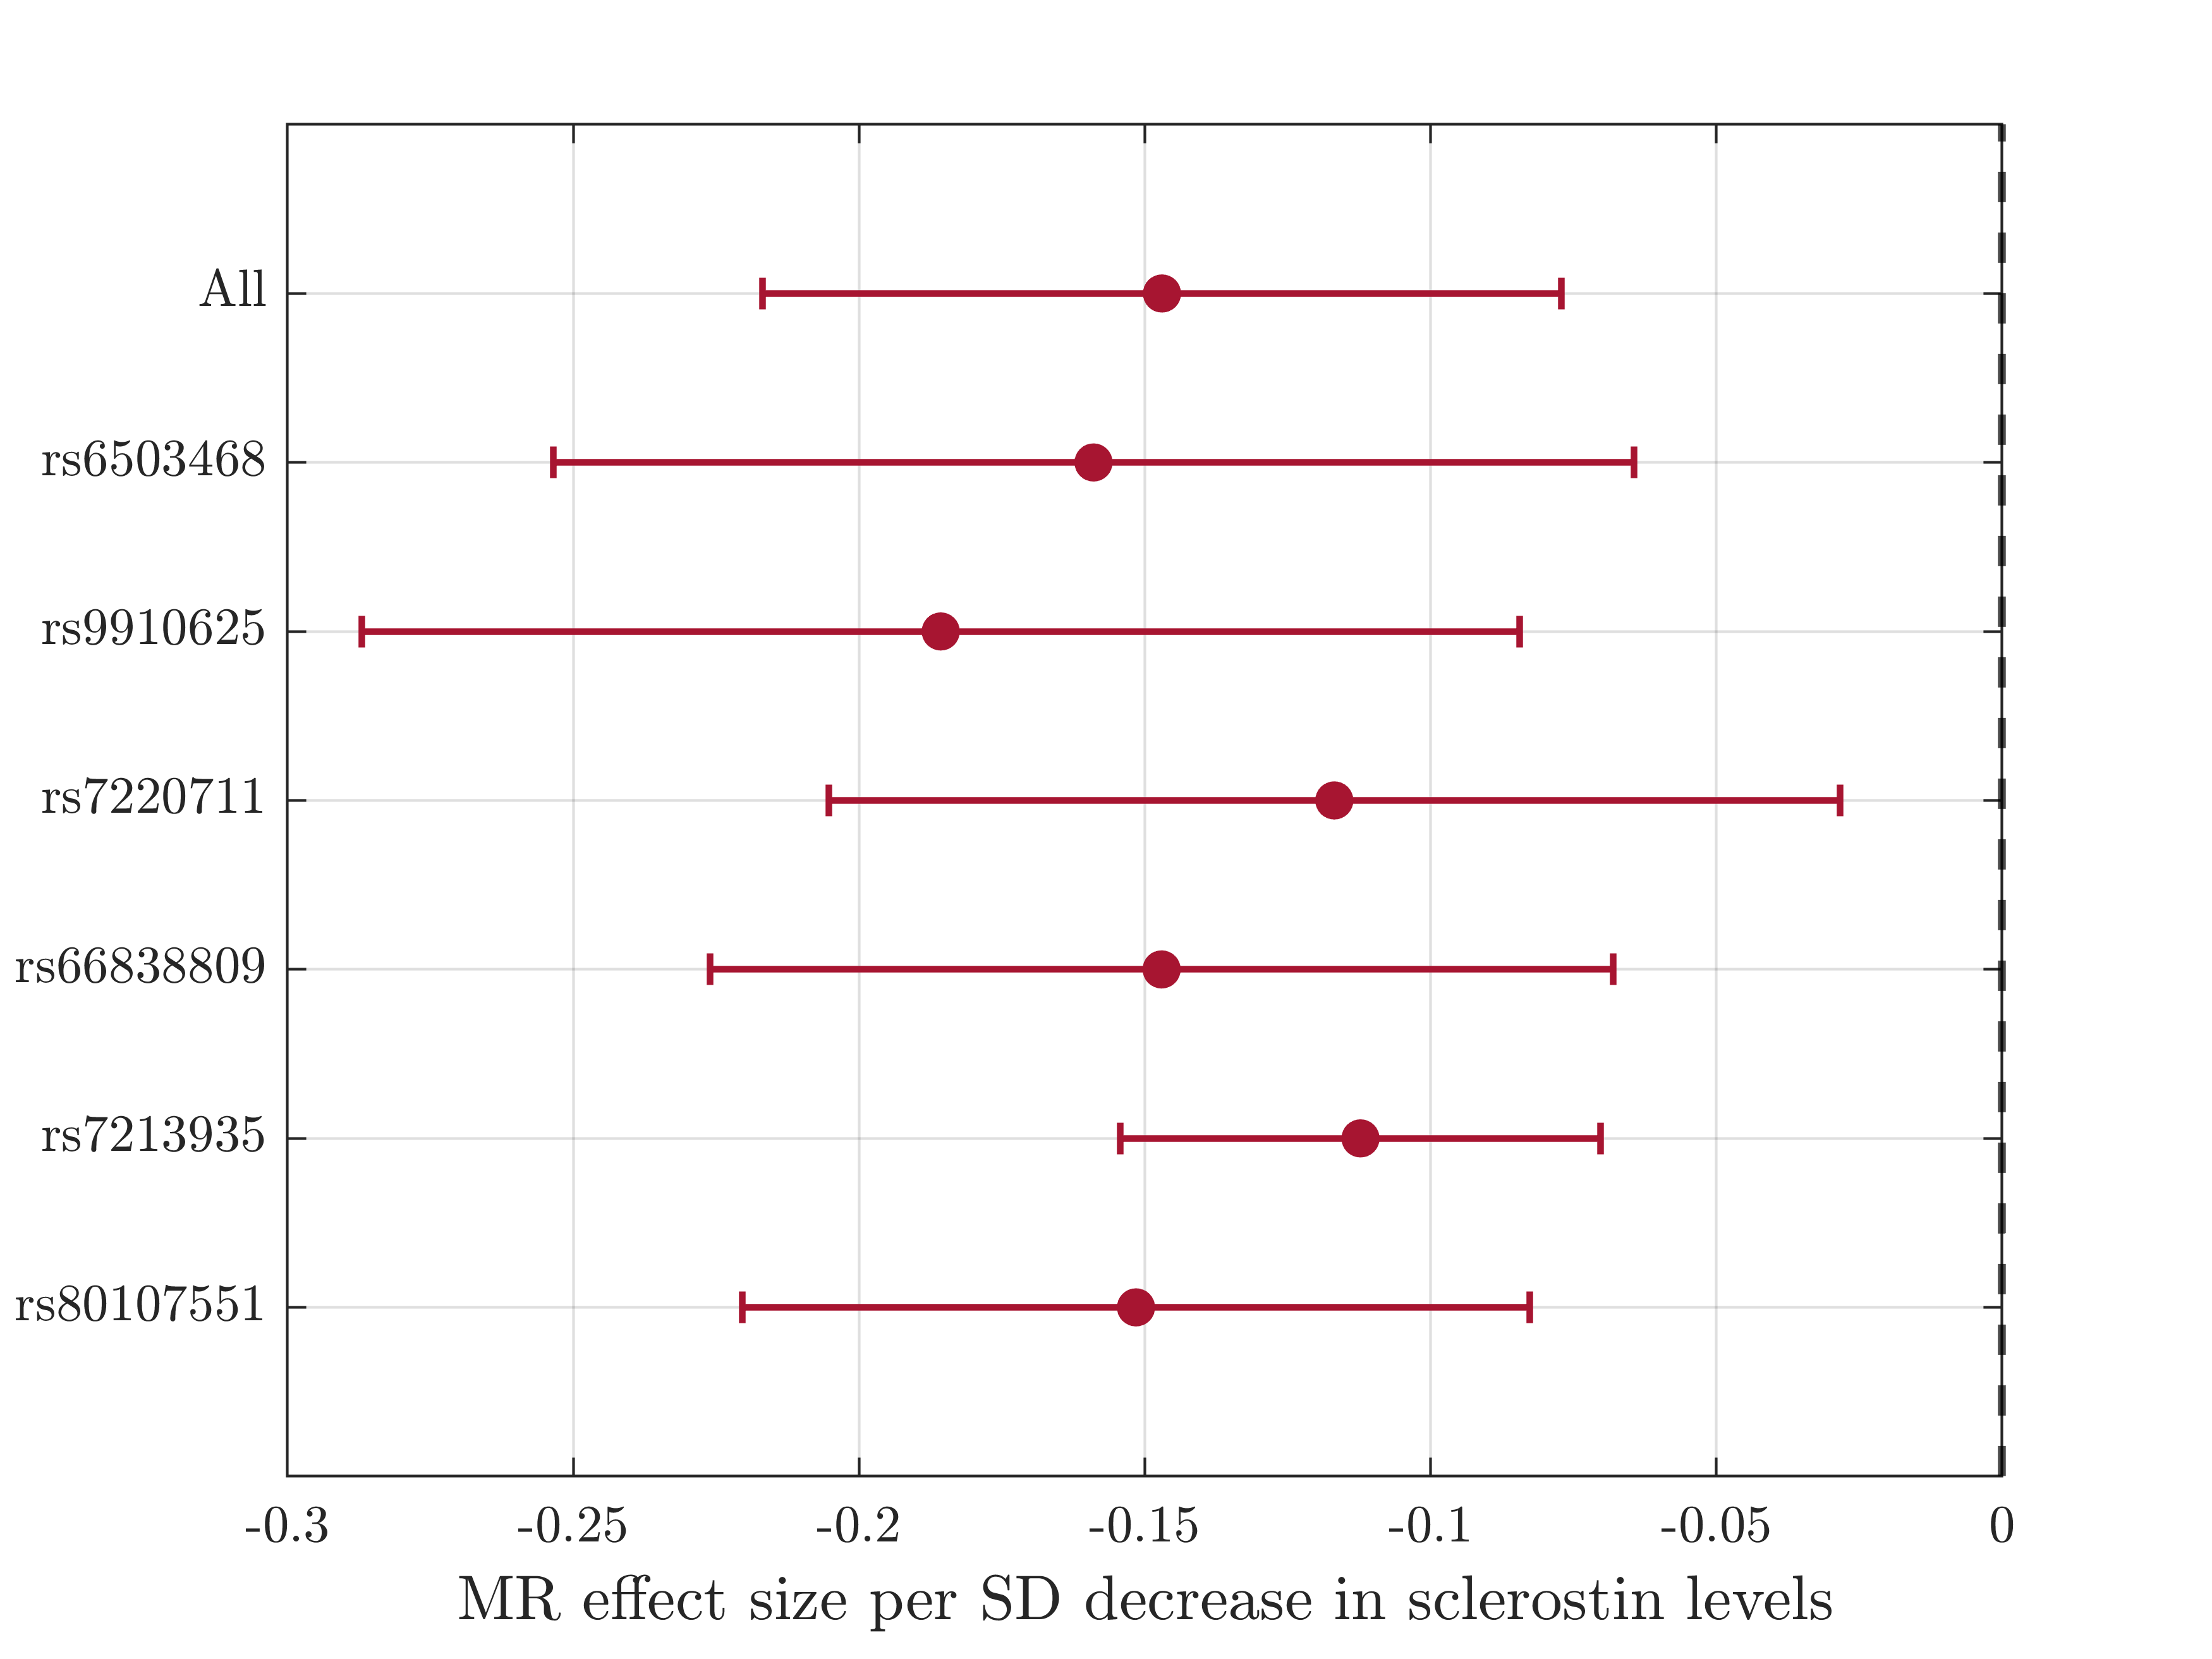 All
rs6503468
rs9910625
rs7220711
rs66838809
rs7213935
rs80107551
-0.3 -0.25 -0.2 -0.15 -0.1 -0.05 0
MR effect size per SD decrease in sclerostin levels